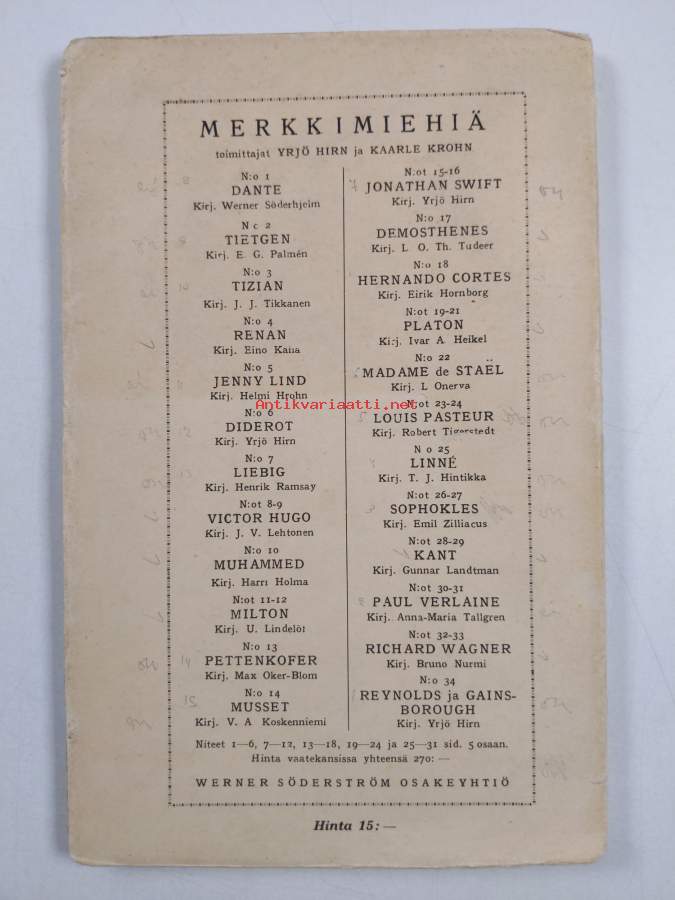 MERKKIMIEHIÄ
toimittajat YRJÖ HIRN ja KAARLE KROHN
N:o 1
DANTE
Kirj. Werner Söderhjelm
N:c 2
TIETGEN
Kirj. E. G. Palmén
N:o 3
TIZIAN
Kirj. J. J. Tikkanen
N:o 4
RENAN
Kirj. Eino Kaila
N:o 5
JENNY LIND
Kirj. Helmi Hrohn
N:o 6
DIDEROT
Kirj. Yrjö Hirn
N:o 7
LIEBIG
Kirj. Henrik Ramsay
N:ot 8-9
VICTOR HUGO
Kirj. J. V. Lehtonen
N:o 10
MUHAMMED
Kirj. Harri Holma
N:ot 11-12
MILTON
Kirj. U. Lindelöf
N:o 13
PETTENKOFER
Kirj. Max Oker-Blom
N:o 14
MUSSET
Kirj. V. A Koskenniemi
N:ot 15-16
JONATHAN SWIFT
Kirj. Yrjö Hirn
N:o 17
DEMOSTHENES
Kirj. L. O. Th. Tudeer
N:o 18
HERNANDO CORTES
Kirj. Eirik Hornborg
N:ot 19-21
PLATON
Kirj. Ivar A. Heikel
N:o 22
MADAME de STAËL
Kirj. L Onerva
N:ot 23-24
LOUIS PASTEUR
Kirj. Robert Tigerstedt
N o 25
LINNÉ
Kirj. T. J. Hintikka
N:ot 26-27
SOPHOKLES
Kirj. Emil Zilliacus
N:ot 28-29
KANT
Kirj. Gunnar Landtman
N:ot 30-31
PAUL VERLAINE
Kirj. Anna-Maria Tallgren
N:ot 32-33
RICHARD WAGNER
Kirj. Bruno Nurmi
N:o 34
REYNOLDS ja GAINS-
BOROUGH
Kirj. Yrjö Hirn
Niteet 1—6, 7—12, 13—18, 19—24 ja 25—31 sid. 5 osaan.
Hinta vaatekansissa yhteensä 270: —
WERNER SÖDERSTRÖM OSAKEYHTIÖ
Hinta 15: —
Antikvariaatti.net